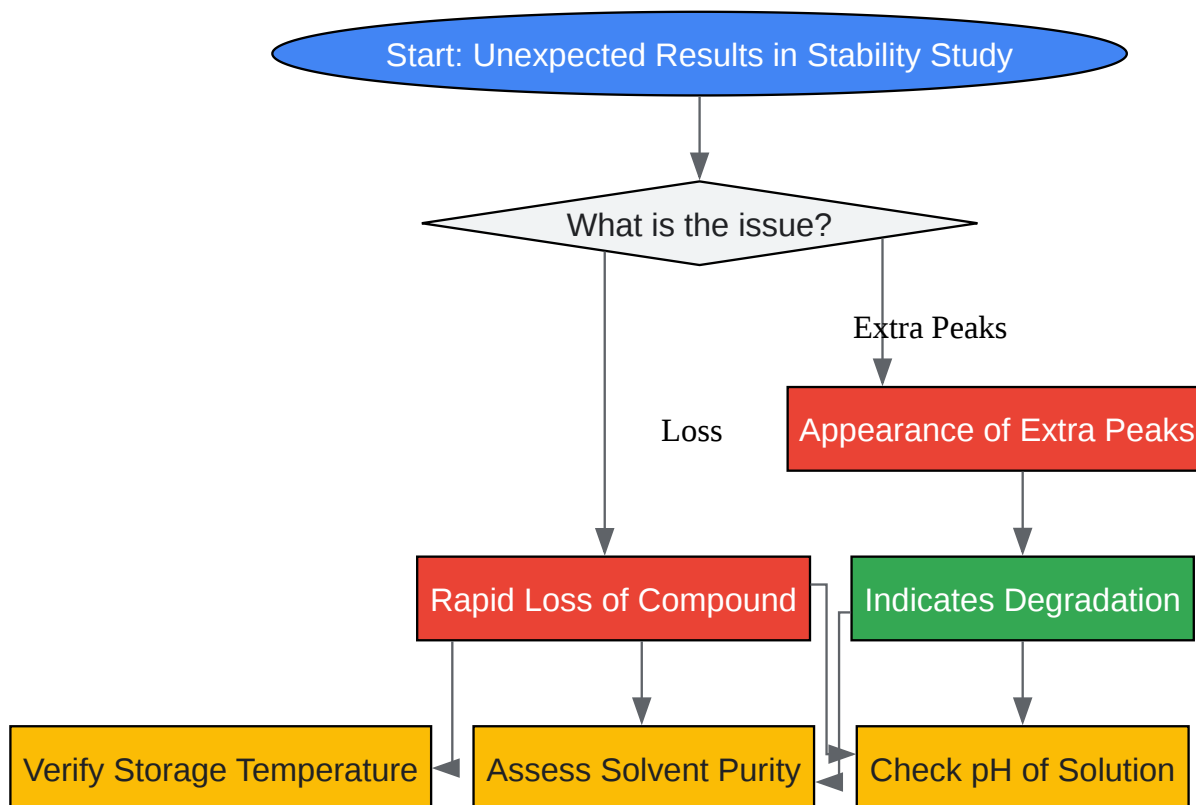 Start: Unexpected Results in Stability Study
What is the issue?
Extra Peaks
Loss
Appearance of Extra Peaks
Rapid Loss of Compound
Indicates Degradation
Verify Storage Temperature
Assess Solvent Purity
Check pH of Solution